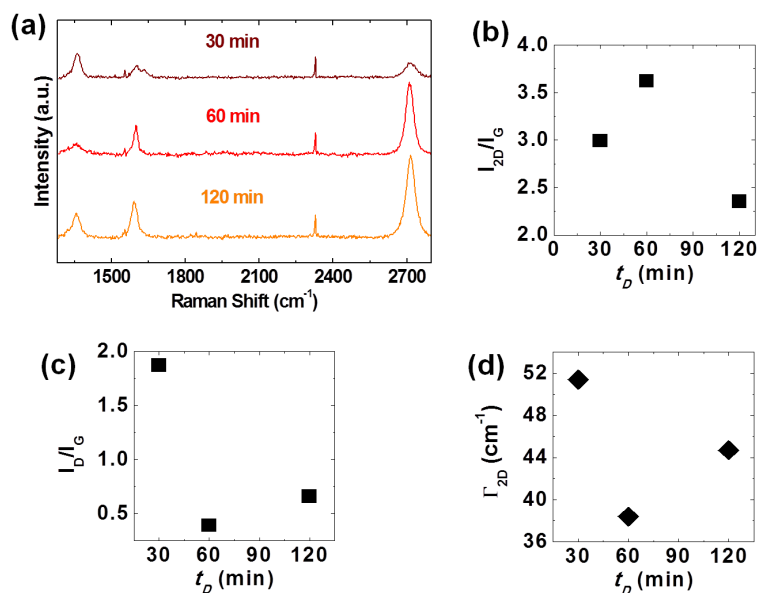 (a)
30 min
60 min
120 min
Intensity (a.u.)
1500 1800 2100 2400 2700
Raman Shift (cm⁻¹)
(b)
4.0
3.5
3.0
2.5
2.0
I2D/IG
0 30 60 90 120
tD (min)
(c)
2.0
1.5
1.0
0.5
ID/IG
30 60 90 120
tD (min)
(d)
52
48
44
40
36
Γ2D (cm⁻¹)
30 60 90 120
tD (min)